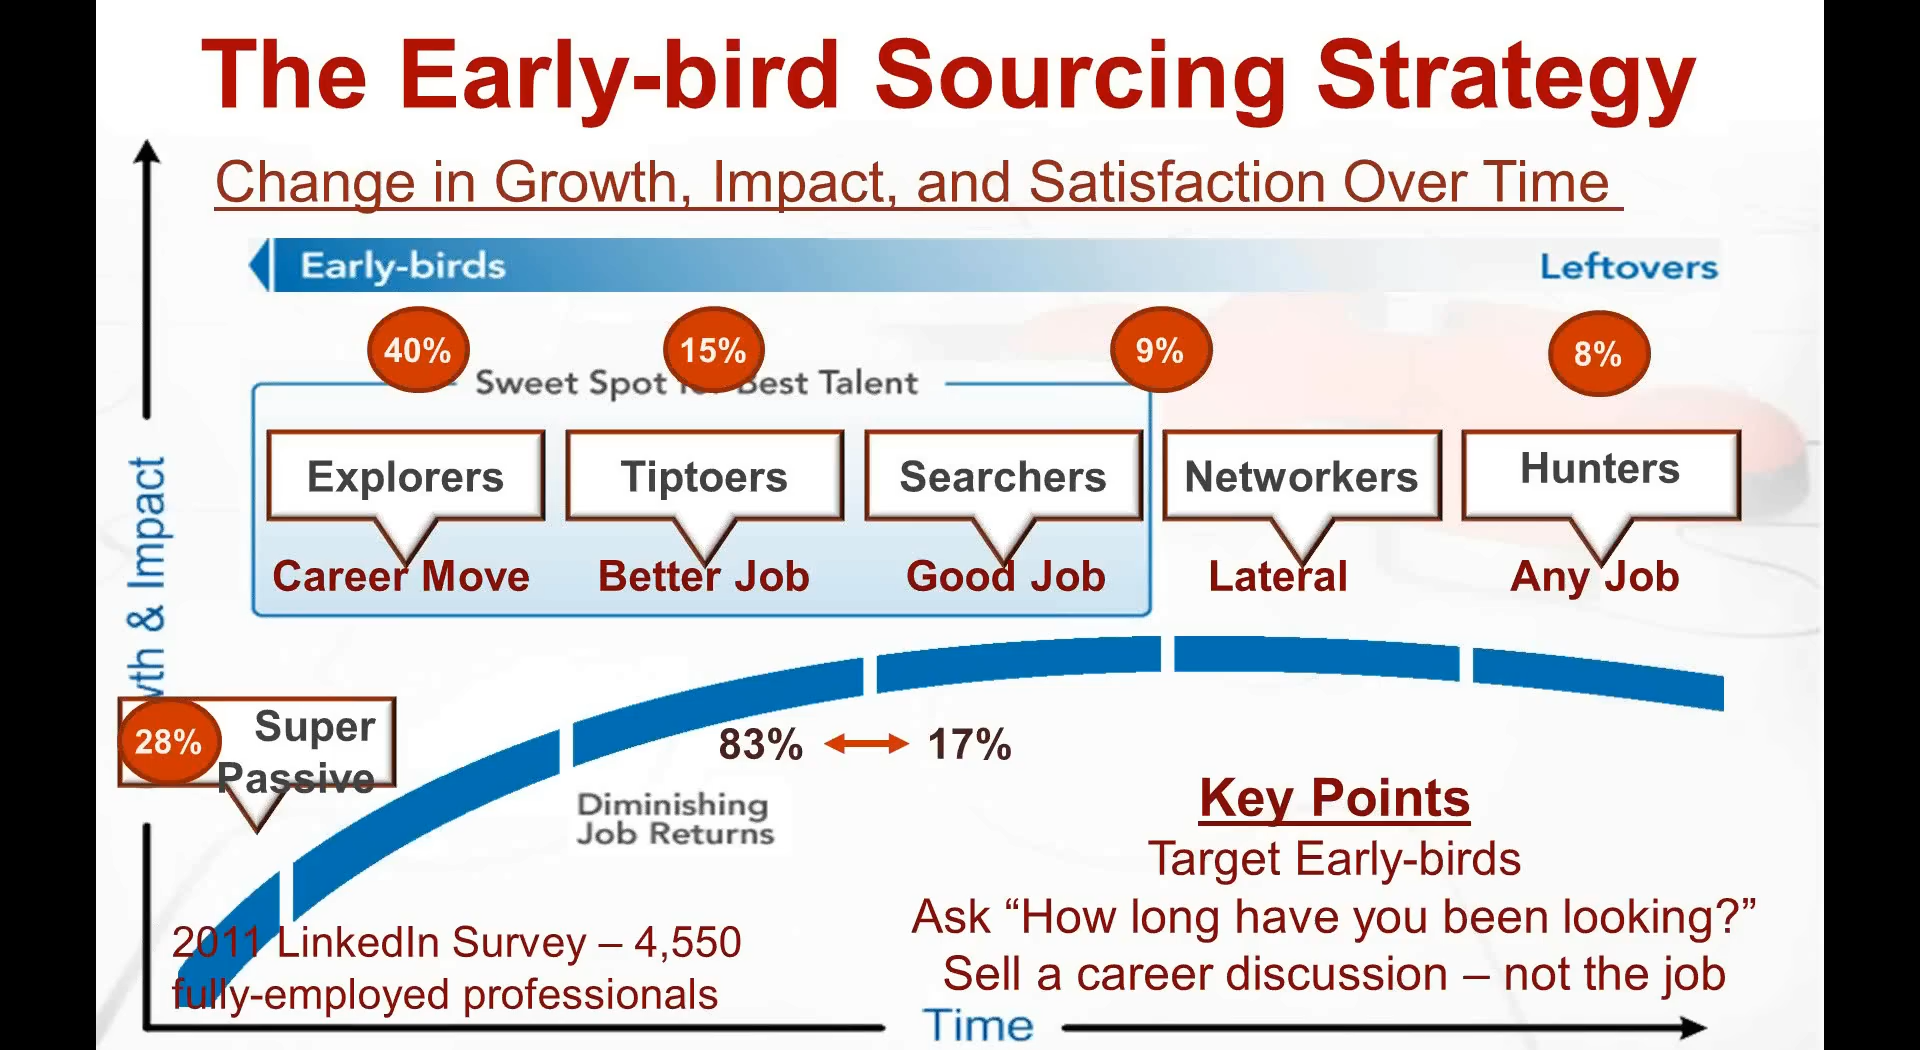 The Early-bird Sourcing Strategy
Change in Growth, Impact, and Satisfaction Over Time
Early-birds
Leftovers
40%
15%
9%
8%
Sweet Spot Best Talent
Explorers
Tiptoers
Searchers
Networkers
Hunters
Career Move
Better Job
Good Job
Lateral
Any Job
& Impact
28%
Super
Passive
83%
17%
Diminishing
Job Returns
Key Points
Target Early-birds
Ask “How long have you been looking?”
Sell a career discussion – not the job
2011 LinkedIn Survey – 4,550
fully-employed professionals
Time